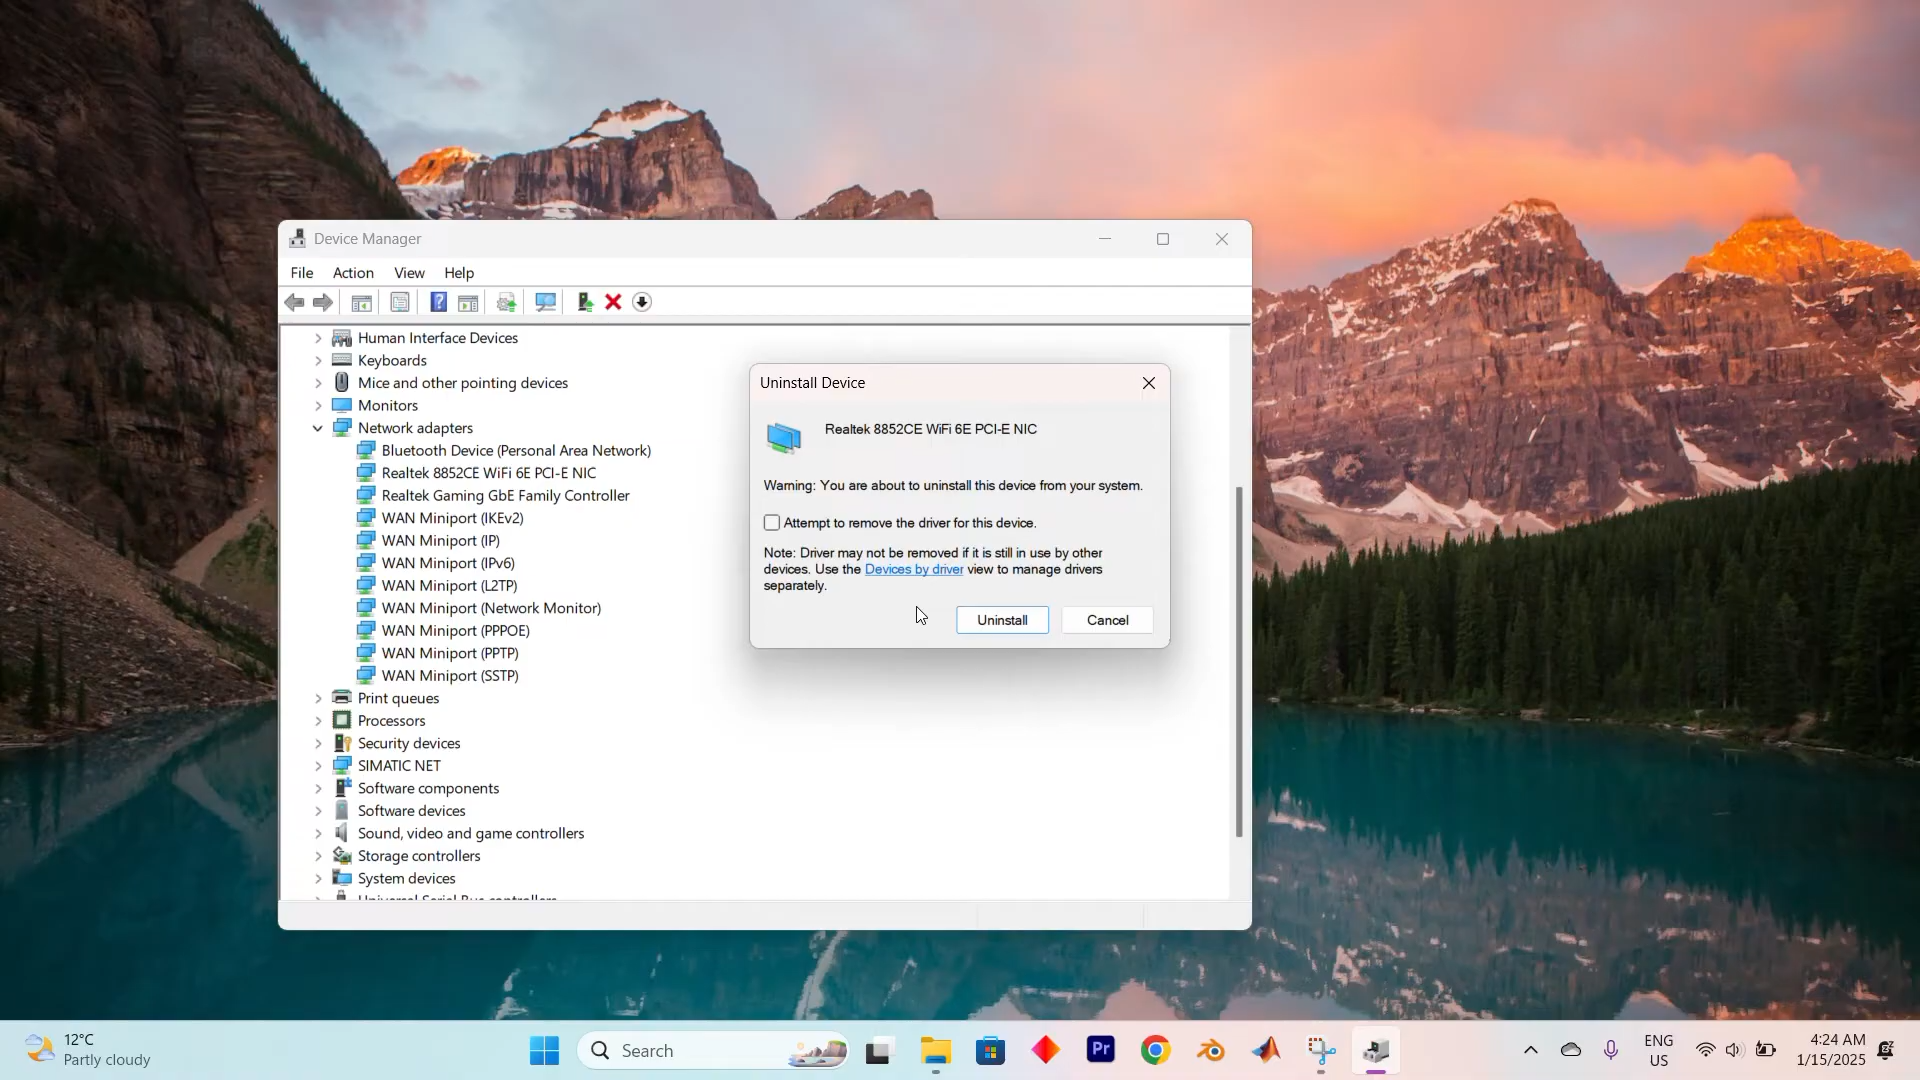 Device Manager
File Action View Help
Human Interface Devices
Keyboards
Mice and other pointing devices
Monitors
Network adapters
Bluetooth Device (Personal Area Network)
Realtek 8852CE WiFi 6E PCI-E NIC
Realtek Gaming GbE Family Controller
WAN Miniport (IKEv2)
WAN Miniport (IP)
WAN Miniport (IPv6)
WAN Miniport (L2TP)
WAN Miniport (Network Monitor)
WAN Miniport (PPPOE)
WAN Miniport (PPTP)
WAN Miniport (SSTP)
Print queues
Processors
Security devices
SIMATIC NET
Software components
Software devices
Sound, video and game controllers
Storage controllers
System devices
Universal Serial Bus controllers
Uninstall Device
Realtek 8852CE WiFi 6E PCI-E NIC
Warning: You are about to uninstall this device from your system.
Attempt to remove the driver for this device.
Note: Driver may not be removed if it is still in use by other
devices. Use the Devices by driver view to manage drivers
separately.
Uninstall Cancel
12°C
Partly cloudy
Search
Pr
ENG
US
4:24 AM
1/15/2025